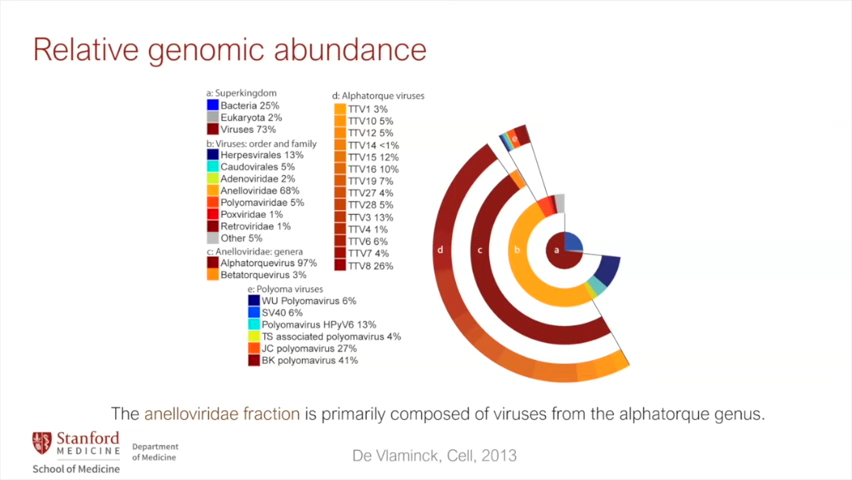 Relative genomic abundance
a: Superkingdom
Bacteria 25%
Eukaryota 2%
Viruses 73%
b: Viruses: order and family
Herpesvirales 13%
Caudovirales 5%
Adenoviridae 2%
Anelloviridae 68%
Polyomaviridae 5%
Poxviridae 1%
Retroviridae 1%
Other 5%
c: Anelloviridae: genera
Alphatorquevirus 97%
Betatorquevirus 3%
d: Alphatorque viruses
TTV1 3%
TTV10 5%
TTV12 5%
TTV14 <1%
TTV15 12%
TTV16 10%
TTV19 7%
TTV27 4%
TTV28 5%
TTV3 13%
TTV4 1%
TTV6 6%
TTV7 4%
TTV8 26%
e: Polyoma viruses
WU Polyomavirus 6%
SV40 6%
Polyomavirus HPyV6 13%
TS associated polyomavirus 4%
JC polyomavirus 27%
BK polyomavirus 41%
e
d
c
b
a
The anelloviridae fraction is primarily composed of viruses from the alphatorque genus.
Stanford
MEDICINE
School of Medicine
Department
of Medicine
De Vlaminck, Cell, 2013